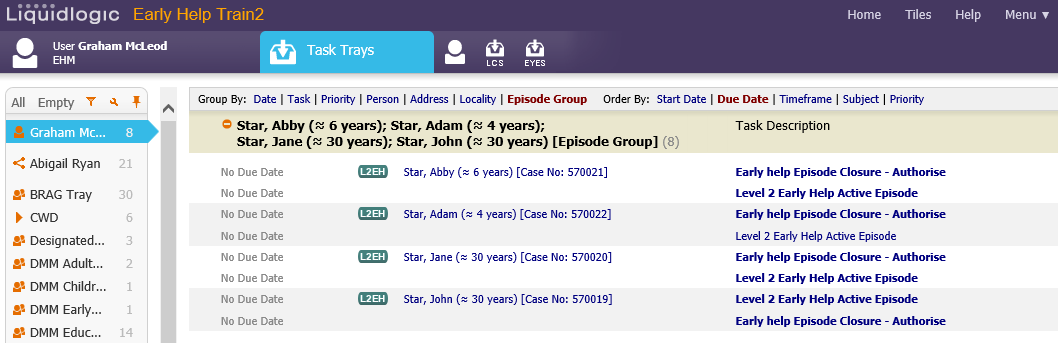 Liquidlogic Early Help Train2 Home Tiles Help Menu ▼
User Graham McLeod
EHM
Task Trays
LCS EYES
All Empty
Graham Mc... 8
Abigail Ryan 21
BRAG Tray 30
CWD 6
Designated... 3
DMM Adult... 2
DMM Childr... 1
DMM Early... 1
DMM Educ... 14
Group By: Date | Task | Priority | Person | Address | Locality | Episode Group Order By: Start Date | Due Date | Timeframe | Subject | Priority
Star, Abby (≈ 6 years); Star, Adam (≈ 4 years); Task Description
Star, Jane (≈ 30 years); Star, John (≈ 30 years) [Episode Group] (8)
No Due Date L2EH Star, Abby (≈ 6 years) [Case No: 570021] Early help Episode Closure - Authorise
No Due Date Level 2 Early Help Active Episode
No Due Date L2EH Star, Adam (≈ 4 years) [Case No: 570022] Early help Episode Closure - Authorise
No Due Date Level 2 Early Help Active Episode
No Due Date L2EH Star, Jane (≈ 30 years) [Case No: 570020] Early help Episode Closure - Authorise
No Due Date Level 2 Early Help Active Episode
No Due Date L2EH Star, John (≈ 30 years) [Case No: 570019] Level 2 Early Help Active Episode
No Due Date Early help Episode Closure - Authorise